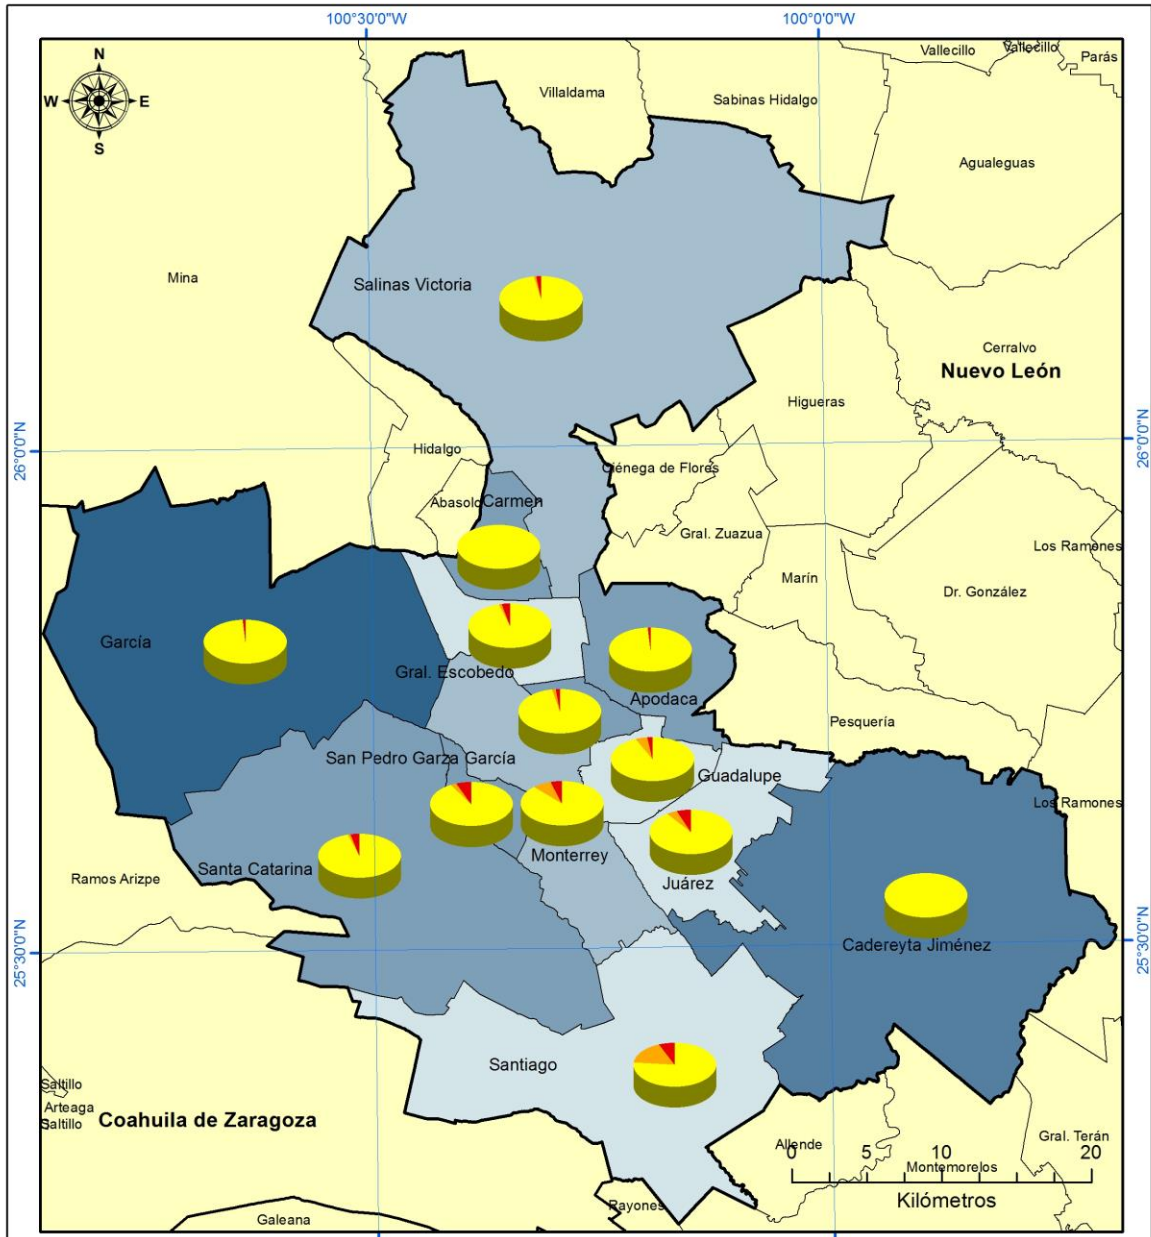 100°30'0"W
100°0'0"W
N
W
E
S
Vallecillo
Vallecillo
Parás
Villaldama
Sabinas Hidalgo
Agualeguas
Mina
Salinas Victoria
Cerralvo
Nuevo León
Higueras
26°0'0"N
26°0'0"N
Hidalgo
Ciénega de Flores
Abasolo
Carmen
Gral. Zuazua
Los Ramones
Marín
Dr. González
García
Gral. Escobedo
Apodaca
Pesquería
San Pedro Garza García
Guadalupe
Los Ramones
Monterrey
Santa Catarina
Ramos Arizpe
Juárez
Cadereyta Jiménez
25°30'0"N
25°30'0"N
Santiago
Saltillo
Arteaga
Saltillo
Coahuila de Zaragoza
Allende
Gral. Terán
0 5 10 20
Montemorelos
Kilómetros
Rayones
Galeana